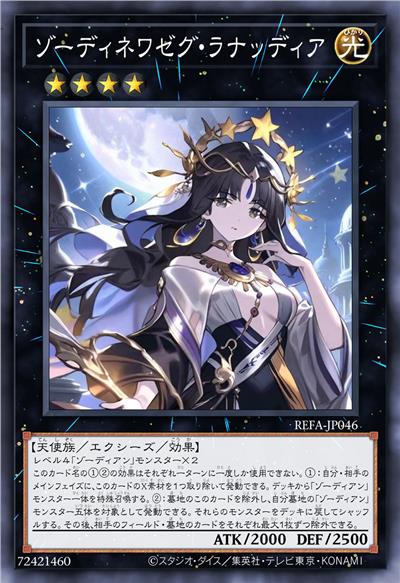 ゾーディネワゼグ・ラナッディア
光
ひかり
REFA-JP046
【天使族／エクシーズ／効果】
レベル４「ゾーディアン」モンスター×２
このカード名の①②の効果はそれぞれ一ターンに一度しか使用できない。①：自分・相手の
メインフェイズに、このカードのX素材を１つ取り除いて発動できる。デッキから「ゾーディアン」
モンスター一体を特殊召喚する。②：墓地のこのカードを除外し、自分墓地の「ゾーディアン」
モンスター五体を対象として発動できる。それらのモンスターをデッキに戻してシャッフ
ルする。その後、相手のフィールド・墓地のカードをそれぞれ最大１枚ずつ除外できる。
ATK/2000 DEF/2500
72421460
©スタジオ・ダイス／集英社・テレビ東京・KONAMI